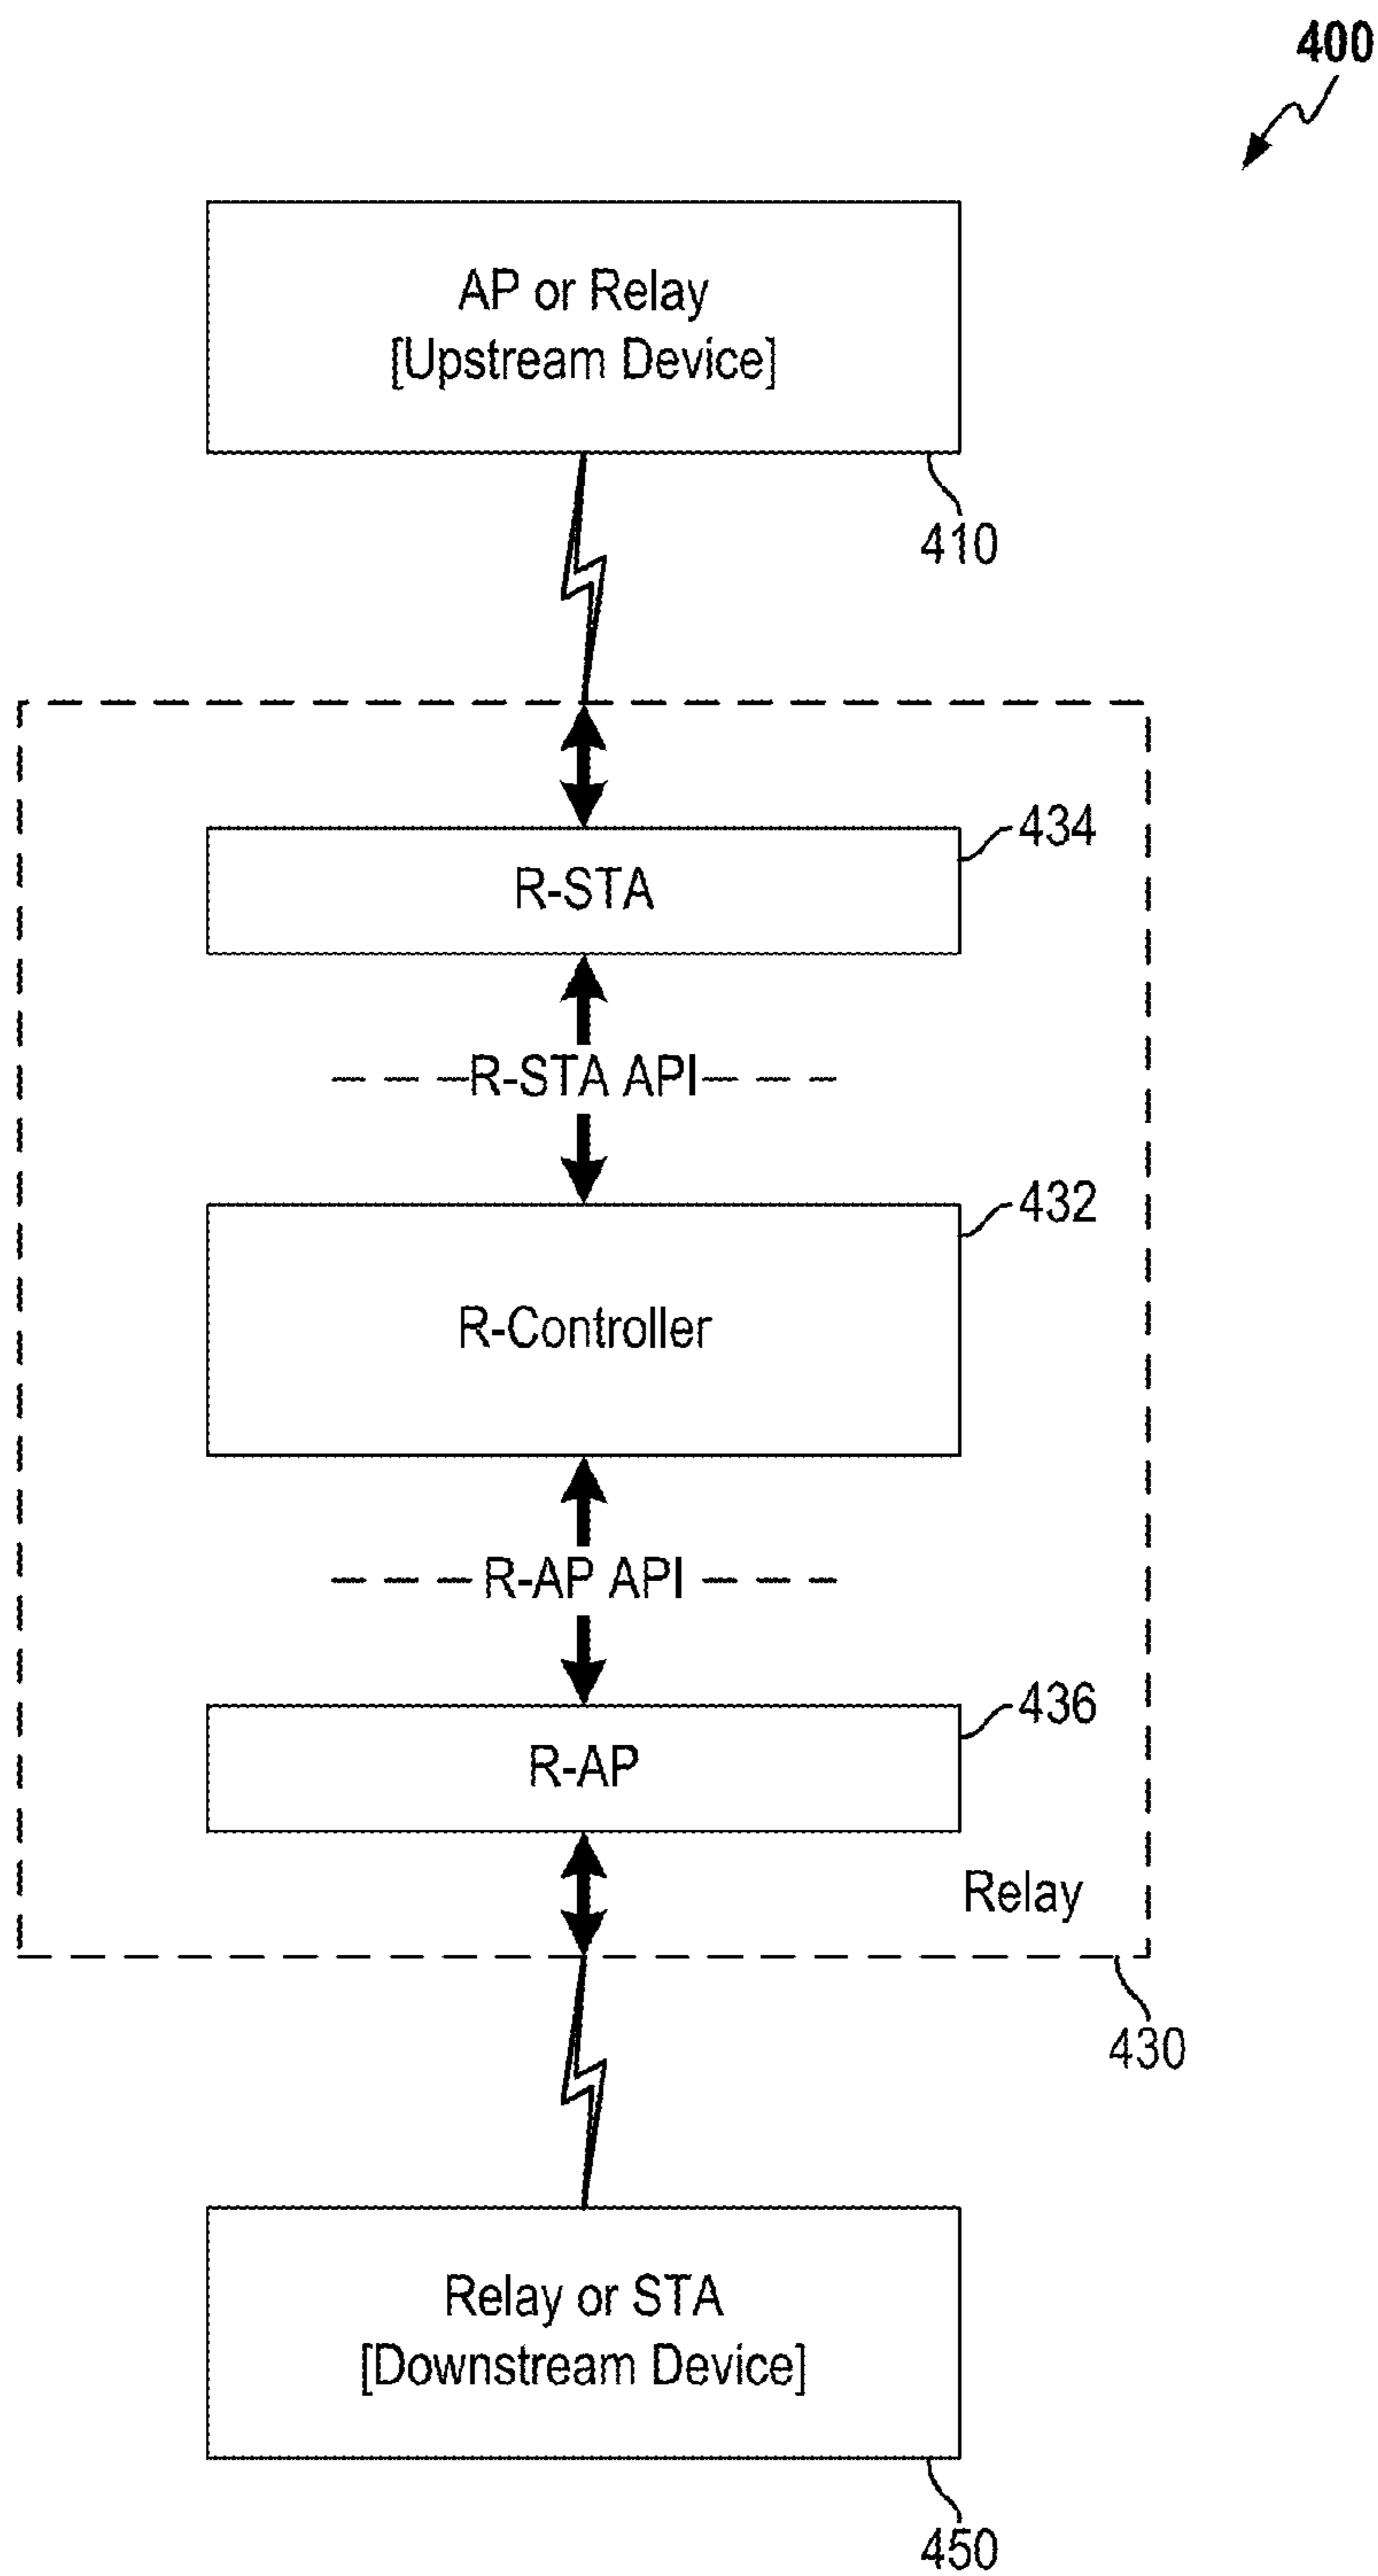 400
AP or Relay
[Upstream Device]
410
434
R-STA
R-STA API
432
R-Controller
R-AP API
436
R-AP
Relay
430
Relay or STA
[Downstream Device]
450